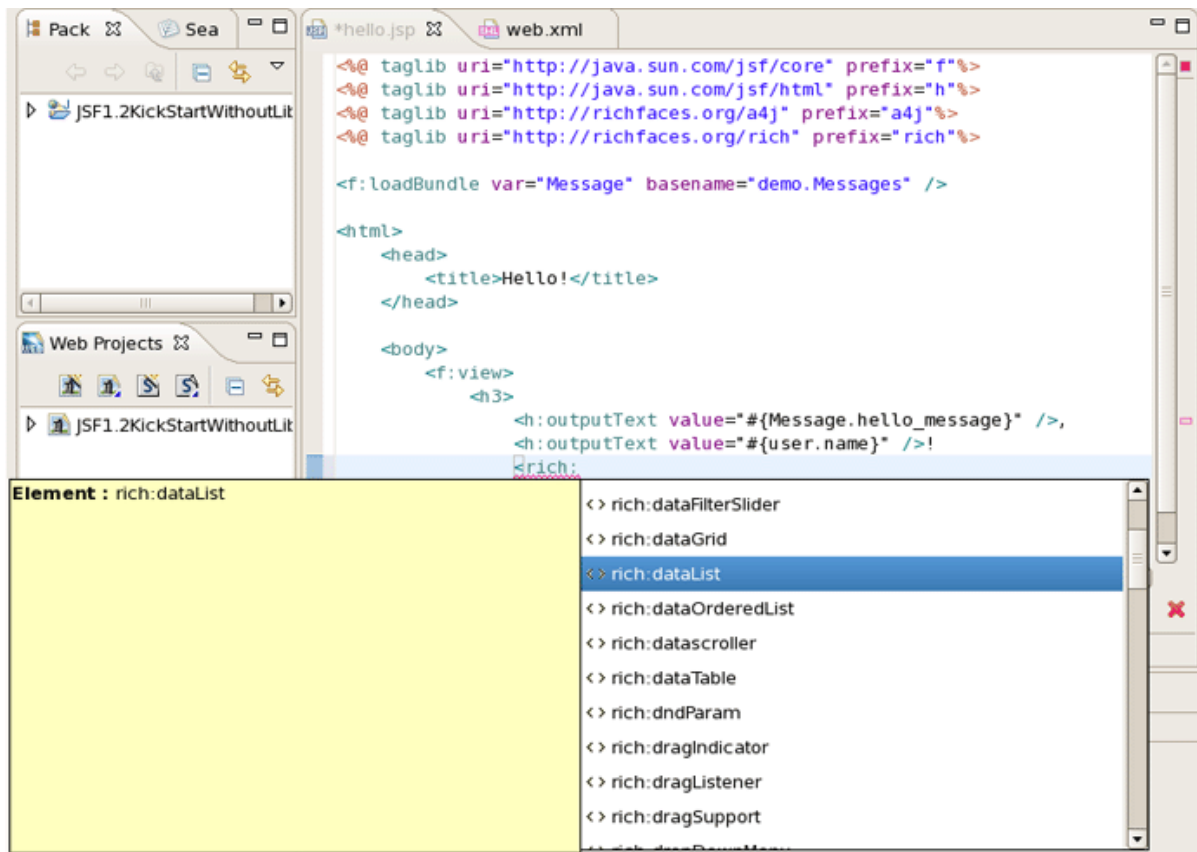 Pack
Sea
JSF1.2KickStartWithoutLib
Web Projects
JSF1.2KickStartWithoutLib
*hello.jsp
web.xml
<%@ taglib uri="http://java.sun.com/jsf/core" prefix="f"%>
<%@ taglib uri="http://java.sun.com/jsf/html" prefix="h"%>
<%@ taglib uri="http://richfaces.org/a4j" prefix="a4j"%>
<%@ taglib uri="http://richfaces.org/rich" prefix="rich"%>
<f:loadBundle var="Message" basename="demo.Messages" />
<html>
<head>
<title>Hello!</title>
</head>
<body>
<f:view>
<h3>
<h:outputText value="#{Message.hello_message}" />,
<h:outputText value="#{user.name}" />!
<rich:
Element : rich:dataList
<> rich:dataFilterSlider
<> rich:dataGrid
<> rich:dataList
<> rich:dataOrderedList
<> rich:datascroller
<> rich:dataTable
<> rich:dndParam
<> rich:dragIndicator
<> rich:dragListener
<> rich:dragSupport